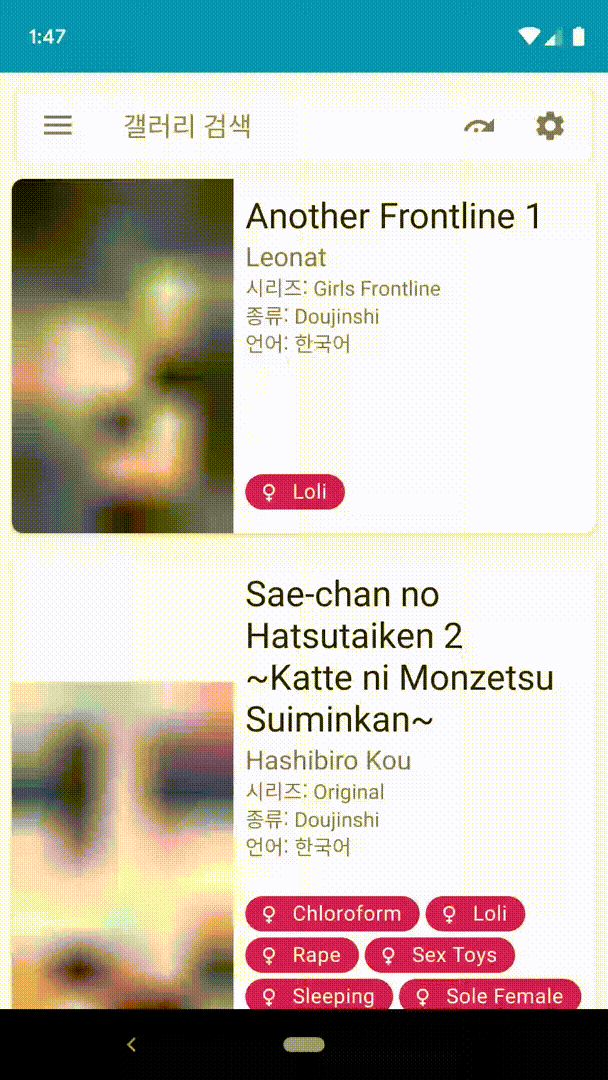 1:47
갤러리 검색
Another Frontline 1
Leonat
시리즈: Girls Frontline
종류: Doujinshi
언어: 한국어
♀ Loli
Sae-chan no
Hatsutaiken 2
~Katte ni Monzetsu
Suiminkan~
Hashibiro Kou
시리즈: Original
종류: Doujinshi
언어: 한국어
♀ Chloroform ♀ Loli
♀ Rape ♀ Sex Toys
♀ Sleeping ♀ Sole Female